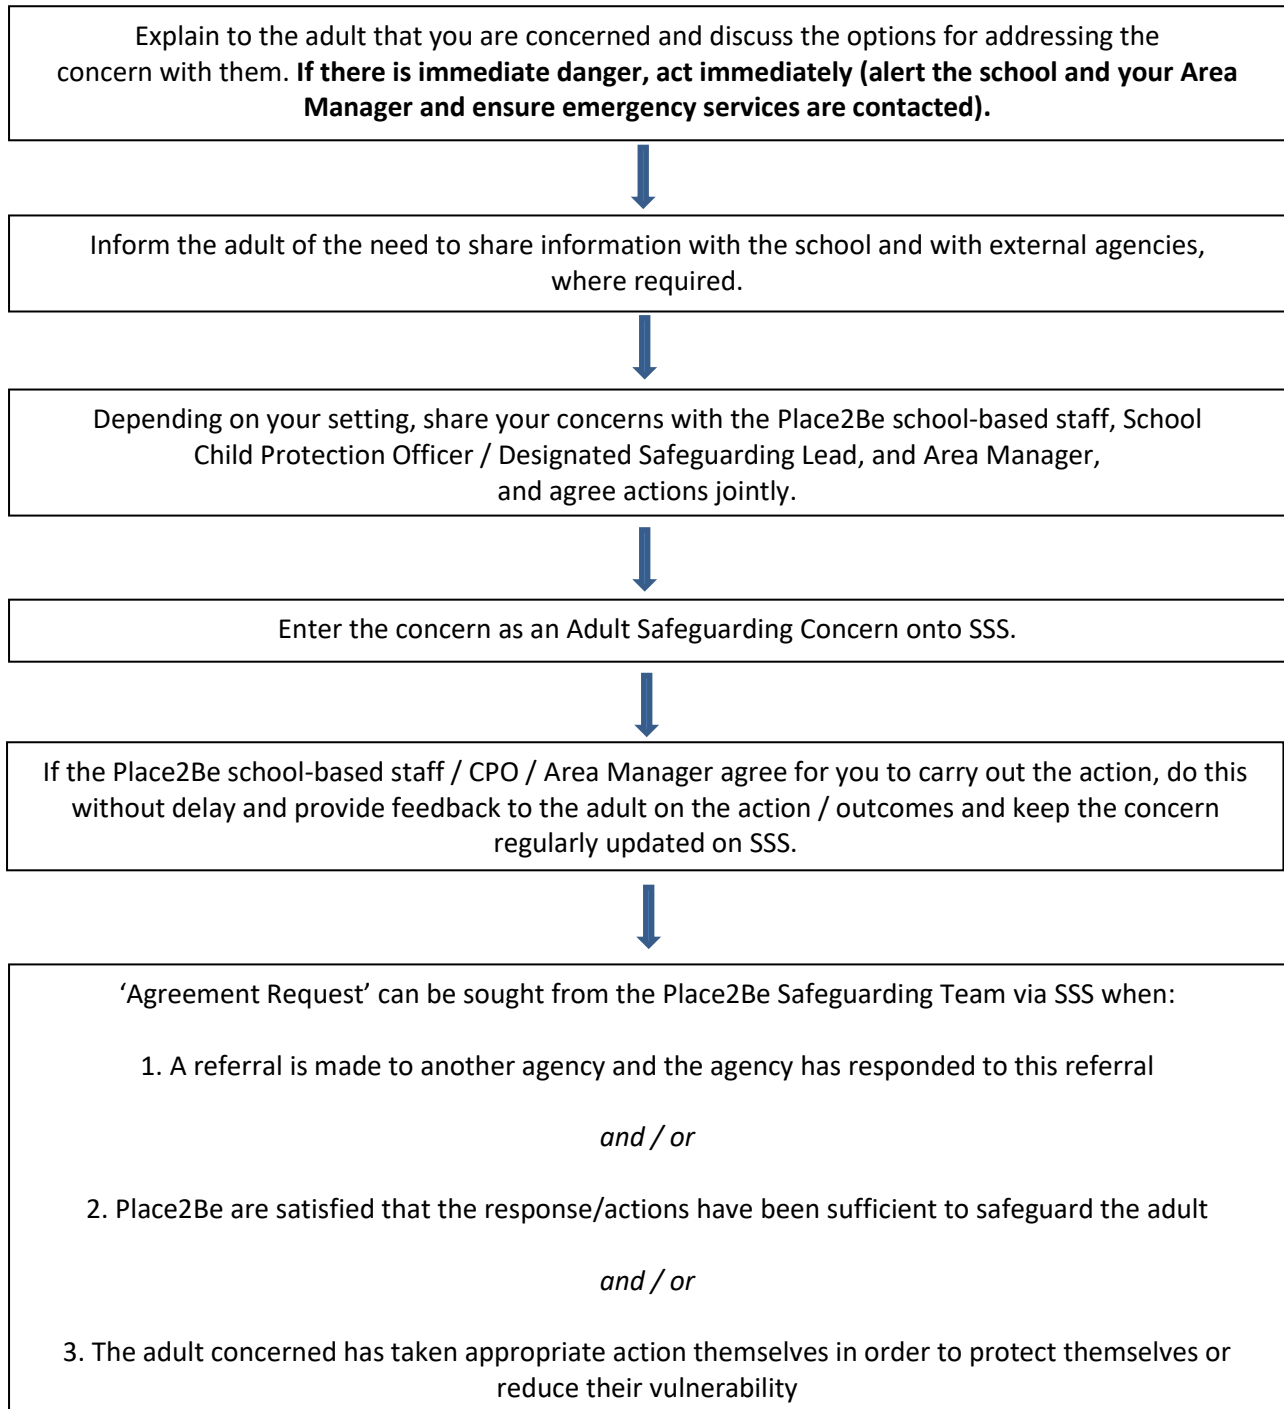 Explain to the adult that you are concerned and discuss the options for addressing the
concern with them. If there is immediate danger, act immediately (alert the school and your Area
Manager and ensure emergency services are contacted).
Inform the adult of the need to share information with the school and with external agencies,
where required.
Depending on your setting, share your concerns with the Place2Be school-based staff, School
Child Protection Officer / Designated Safeguarding Lead, and Area Manager,
and agree actions jointly.
Enter the concern as an Adult Safeguarding Concern onto SSS.
If the Place2Be school-based staff / CPO / Area Manager agree for you to carry out the action, do this
without delay and provide feedback to the adult on the action / outcomes and keep the concern
regularly updated on SSS.
‘Agreement Request’ can be sought from the Place2Be Safeguarding Team via SSS when:
1. A referral is made to another agency and the agency has responded to this referral
and / or
2. Place2Be are satisfied that the response/actions have been sufficient to safeguard the adult
and / or
3. The adult concerned has taken appropriate action themselves in order to protect themselves or
reduce their vulnerability